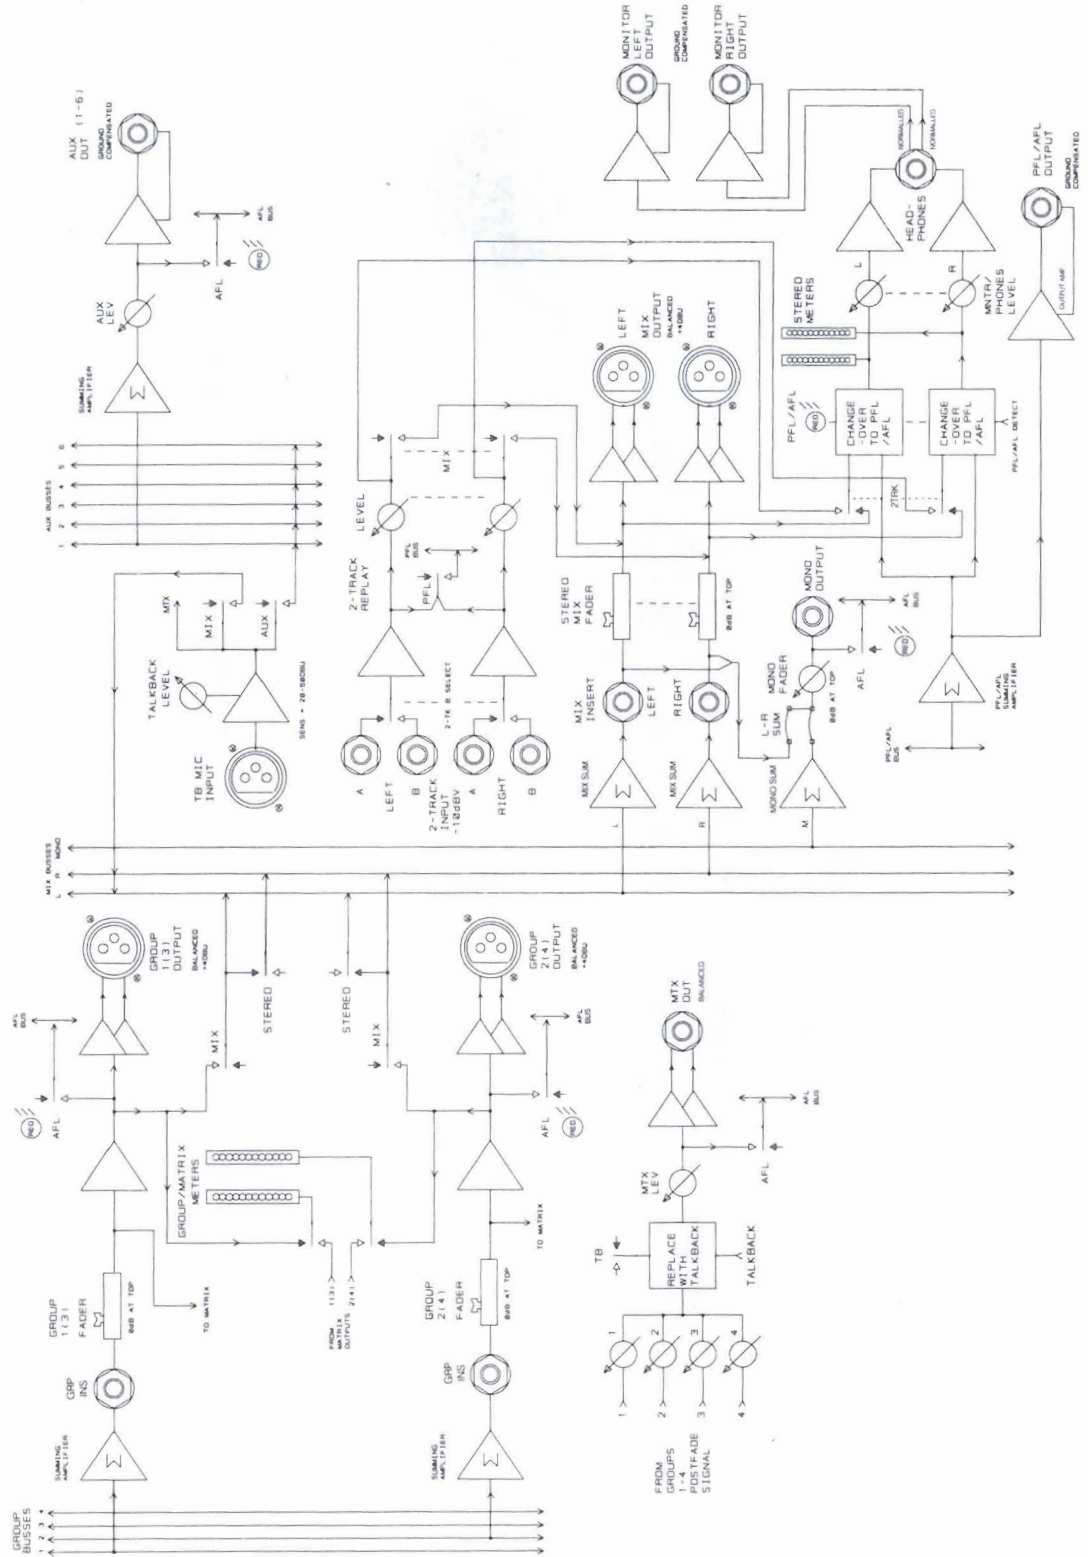 GROUP
BUSSES
1 2 3 4
SUMMING
AMPLIFIER
Σ
GRP
INS
GROUP
1(3)
FADER
0dB AT TOP
TO MATRIX
RED
AFL
AFL
BUS
GROUP
1(3)
OUTPUT
BALANCED
+4DBU
GROUP/MATRIX
METERS
FROM
MATRIX
OUTPUTS
1(3)
2(4)
MIX
STEREO
STEREO
MIX
SUMMING
AMPLIFIER
Σ
GRP
INS
GROUP
2(4)
FADER
0dB AT TOP
TO MATRIX
AFL
RED
AFL
BUS
GROUP
2(4)
OUTPUT
BALANCED
+4DBU
FROM
GROUPS
1-4
POSTFADE
SIGNAL
1
2
3
4
1
2
3
4
TB
REPLACE
WITH
TALKBACK
TALKBACK
MTX
LEV
AFL
AFL
BUS
MTX
OUT
BALANCED
MIX BUSSES
L R MONO
TB MIC
INPUT
TALKBACK
LEVEL
SENS = 20-50DBU
MTX
MIX
AUX
AUX BUSSES
1 2 3 4 5 6
SUMMING
AMPLIFIER
Σ
AUX
LEV
AFL
RED
AFL
BUS
AUX (1-6)
OUT
GROUND
COMPENSATED
A
LEFT
B
2-TRACK
INPUT
-10dBV
A
RIGHT
B
2-TK B SELECT
2-TRACK
REPLAY
PFL
PFL
BUS
LEVEL
MIX
MIX SUM
L
Σ
MIX
INSERT
LEFT
MIX SUM
R
Σ
RIGHT
STEREO
MIX
FADER
0dB AT TOP
LEFT
MIX
OUTPUT
BALANCED
+4DBU
RIGHT
MONO SUM
M
Σ
L-R
SUM
MONO
FADER
0dB AT TOP
MONO
OUTPUT
AFL
RED
AFL
BUS
PFL/AFL
BUS
PFL/AFL
SUMMING
AMPLIFIER
Σ
2TRK
PFL/AFL
RED
CHANGE
-OVER
TO PFL
/AFL
CHANGE
-OVER
TO PFL
/AFL
PFL/AFL DETECT
STEREO
METERS
L
R
MNTR/
PHONES
LEVEL
HEAD-
PHONES
NORMALLED
NORMALLED
MONITOR
LEFT
OUTPUT
GROUND
COMPENSATED
MONITOR
RIGHT
OUTPUT
OUTPUT AMP
PFL/AFL
OUTPUT
GROUND
COMPENSATED